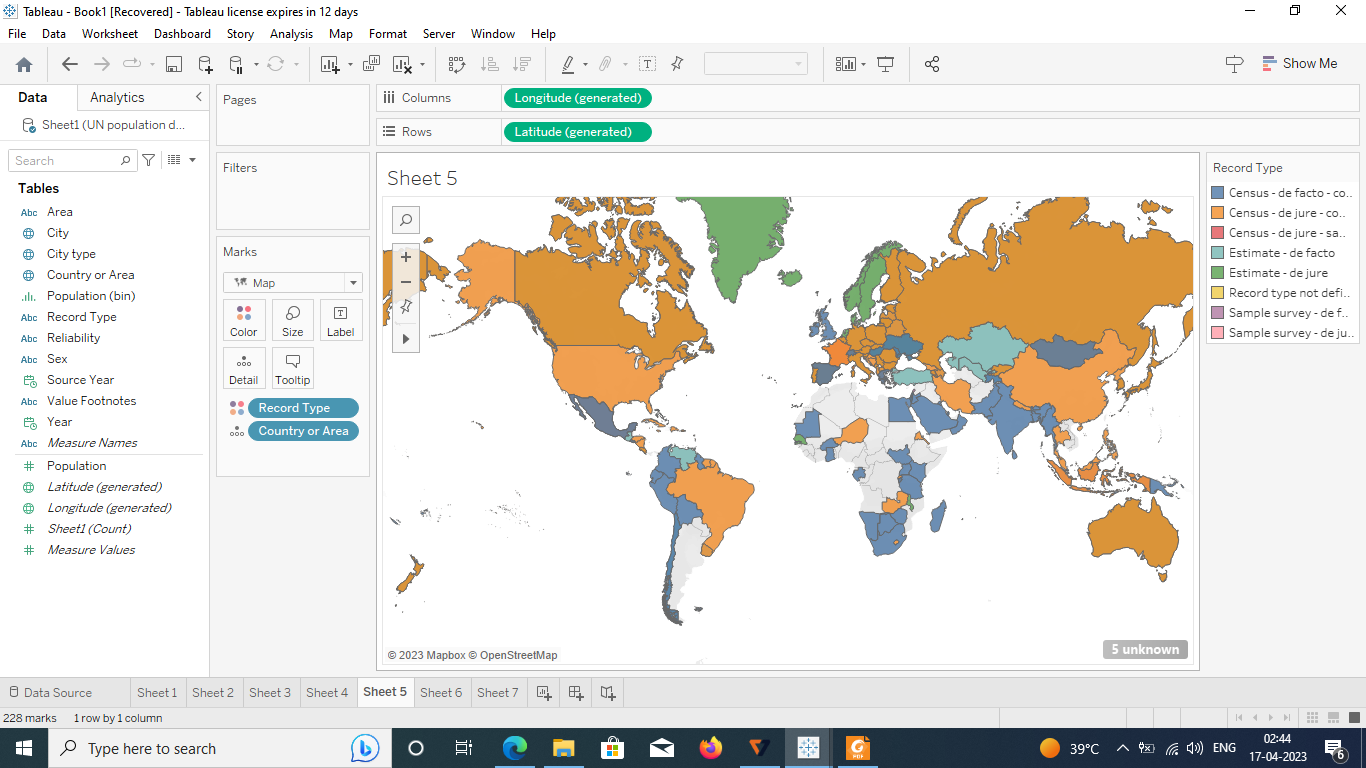 Tableau - Book1 [Recovered] - Tableau license expires in 12 days
File Data Worksheet Dashboard Story Analysis Map Format Server Window Help
Show Me
Data Analytics
Sheet1 (UN population d...
Search
Tables
Abc Area
City
City type
Country or Area
Population (bin)
Abc Record Type
Abc Reliability
Abc Sex
Source Year
Abc Value Footnotes
Year
Abc Measure Names
Population
Latitude (generated)
Longitude (generated)
Sheet1 (Count)
Measure Values
Pages
Filters
Marks
Map
Color Size Label
Detail Tooltip
Record Type
Country or Area
Columns Longitude (generated)
Rows Latitude (generated)
Sheet 5
© 2023 Mapbox © OpenStreetMap
5 unknown
Record Type
Census - de facto - co..
Census - de jure - co...
Census - de jure - sa...
Estimate - de facto
Estimate - de jure
Record type not defi..
Sample survey - de f..
Sample survey - de ju..
Data Source Sheet 1 Sheet 2 Sheet 3 Sheet 4 Sheet 5 Sheet 6 Sheet 7
228 marks 1 row by 1 column
Type here to search
PDF
39°C
ENG
02:44
17-04-2023
6